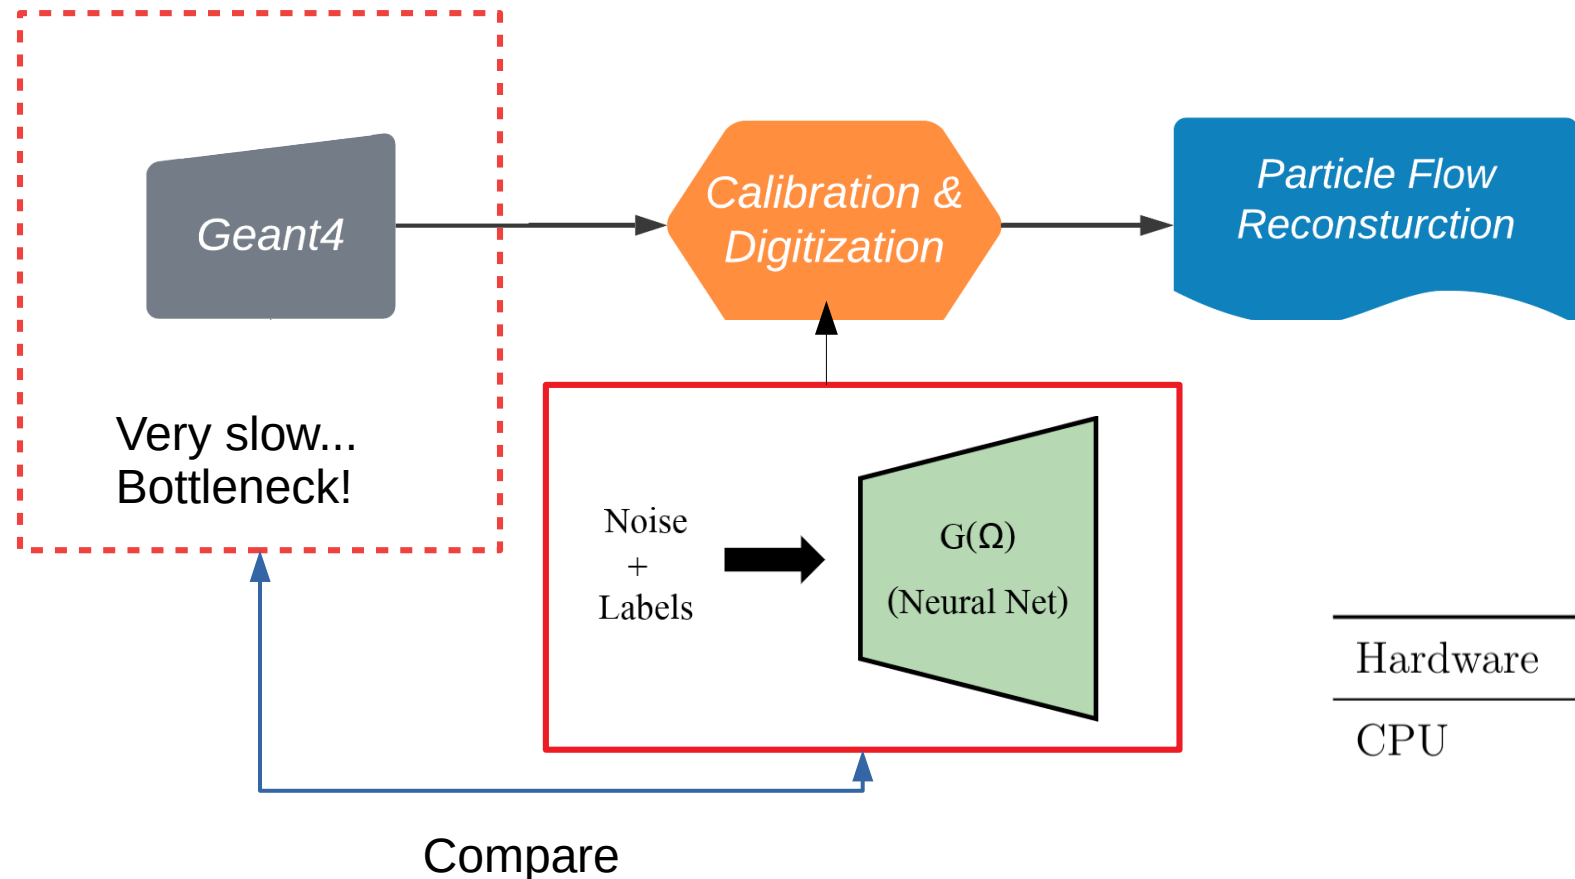 Geant4
Calibration &
Digitization
Particle Flow
Reconsturction
Very slow...
Bottleneck!
Noise
+
Labels
G(Ω)
(Neural Net)
Hardware
CPU
Compare